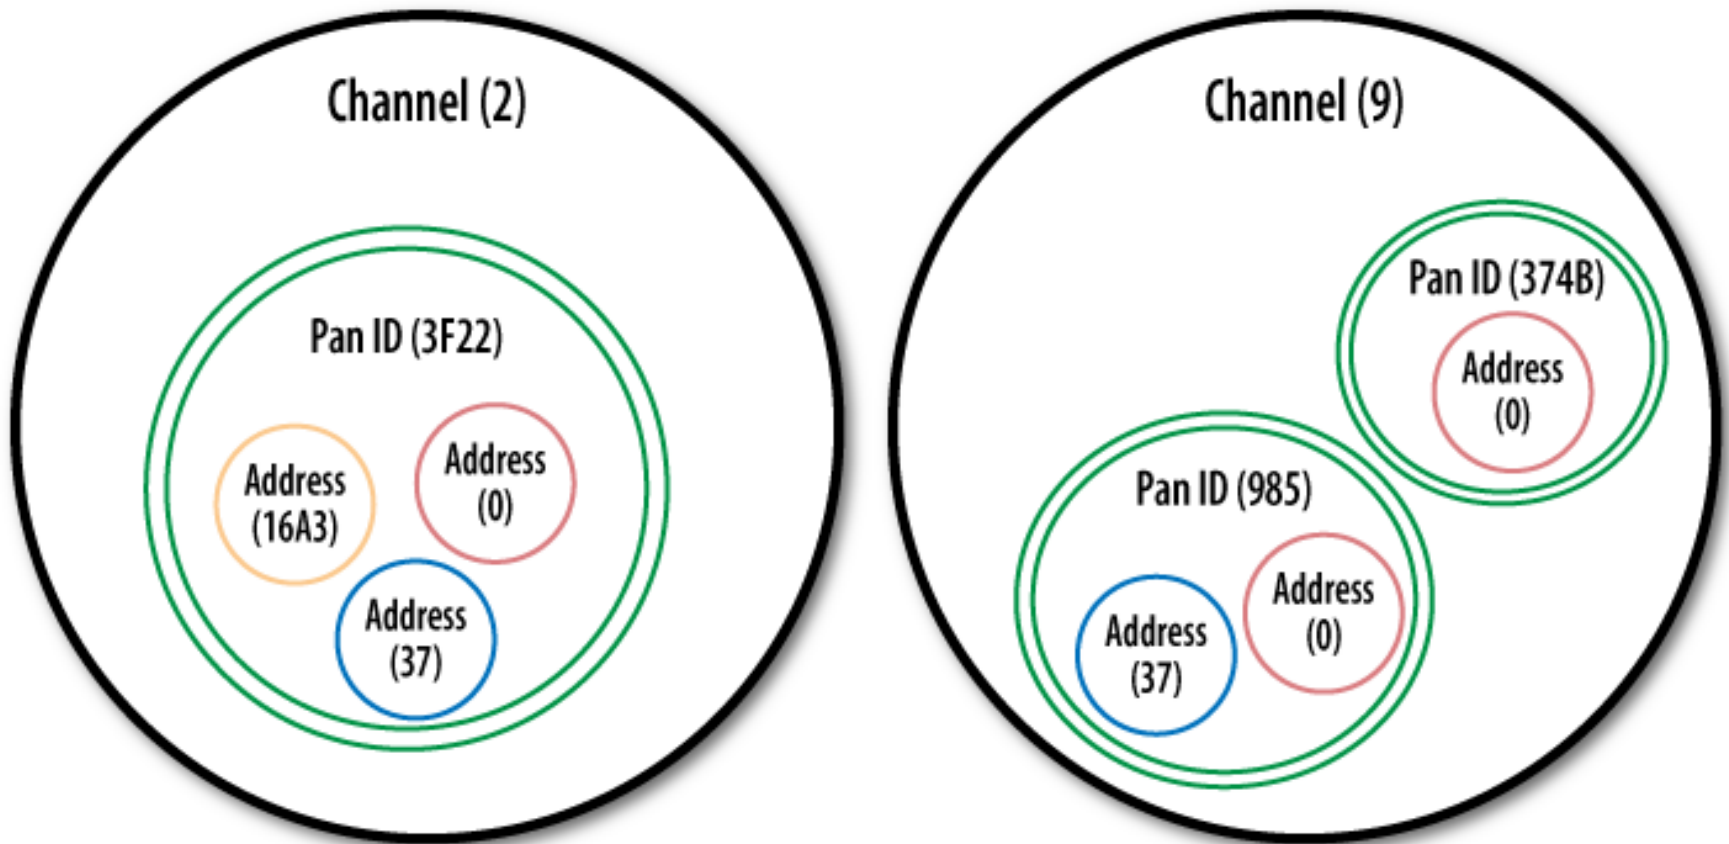 Channel (2)
Pan ID (3F22)
Address
(16A3)
Address
(0)
Address
(37)
Channel (9)
Pan ID (374B)
Address
(0)
Pan ID (985)
Address
(37)
Address
(0)